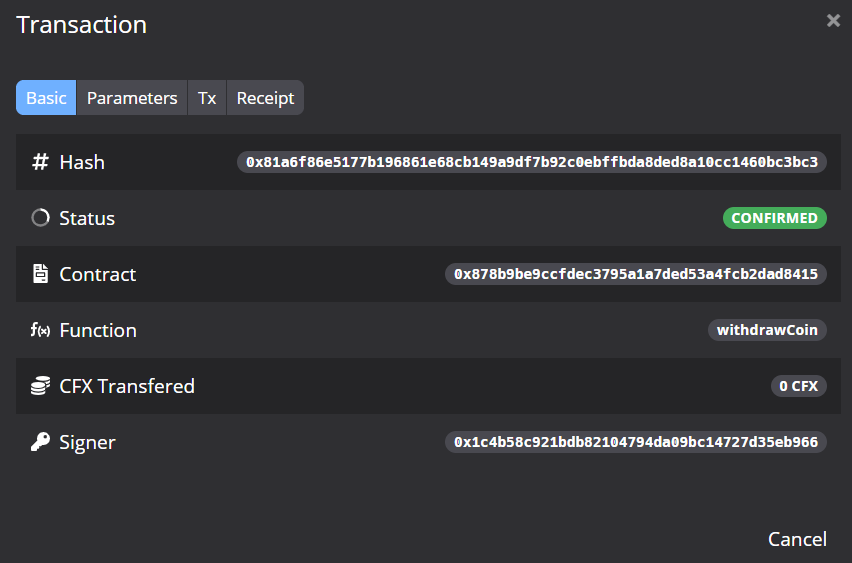 Transaction ×
Basic Parameters Tx Receipt
# Hash 0x81a6f86e5177b196861e68cb149a9df7b92c0ebffbda8ded8a10cc1460bc3bc3
Status CONFIRMED
Contract 0x878b9be9ccfdec3795a1a7ded53a4fcb2dad8415
f(x) Function withdrawCoin
CFX Transfered 0 CFX
Signer 0x1c4b58c921bdb82104794da09bc14727d35eb966
Cancel